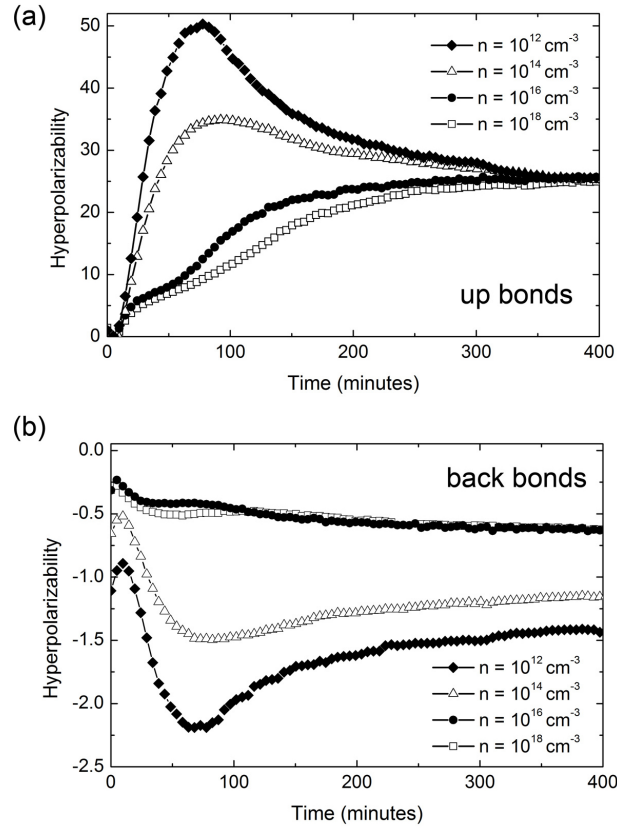 (a)
50
40
30
20
10
0
Hyperpolarizability
n = 10¹² cm⁻³
n = 10¹⁴ cm⁻³
n = 10¹⁶ cm⁻³
n = 10¹⁸ cm⁻³
up bonds
0 100 200 300 400
Time (minutes)
(b)
0.0
-0.5
-1.0
-1.5
-2.0
-2.5
Hyperpolarizability
back bonds
n = 10¹² cm⁻³
n = 10¹⁴ cm⁻³
n = 10¹⁶ cm⁻³
n = 10¹⁸ cm⁻³
0 100 200 300 400
Time (minutes)